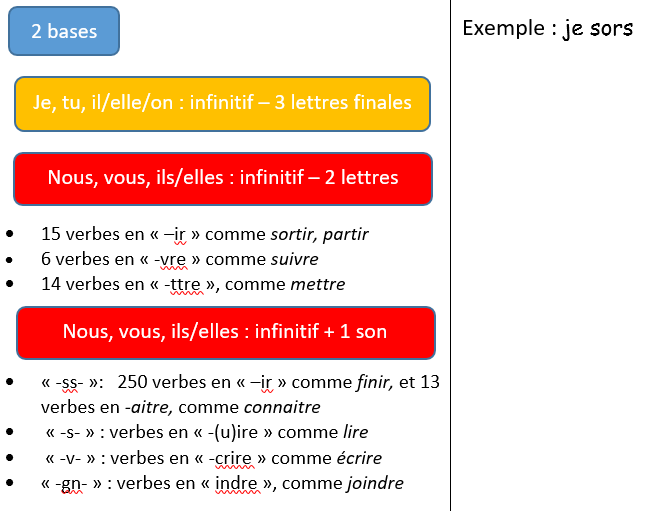 2 bases
Exemple : je sors
Je, tu, il/elle/on : infinitif – 3 lettres finales
Nous, vous, ils/elles : infinitif – 2 lettres
• 15 verbes en « –ir » comme sortir, partir
• 6 verbes en « -vre » comme suivre
• 14 verbes en « -ttre », comme mettre
Nous, vous, ils/elles : infinitif + 1 son
• « -ss- »: 250 verbes en « –ir » comme finir, et 13
verbes en -aitre, comme connaitre
• « -s- » : verbes en « -(u)ire » comme lire
• « -v- » : verbes en « -crire » comme écrire
• « -gn- » : verbes en « indre », comme joindre